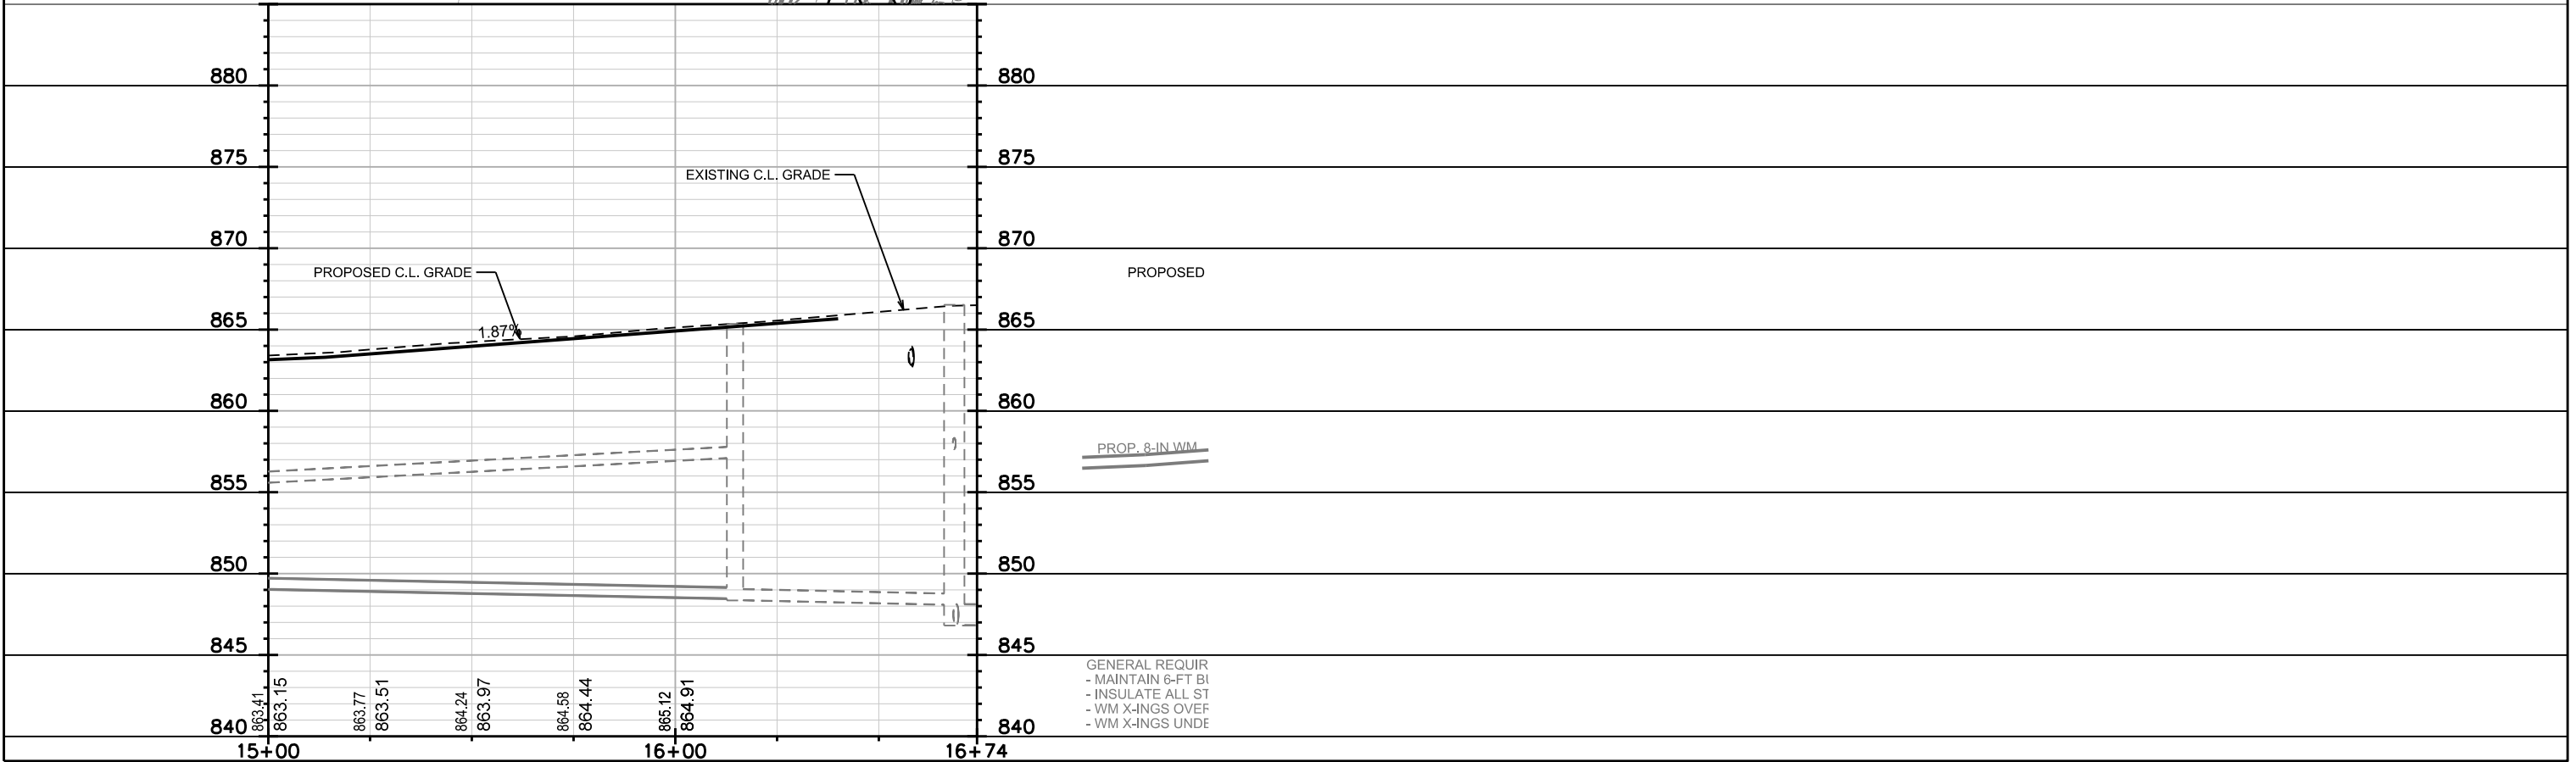 880 880
875 875
EXISTING C.L. GRADE
870 870
PROPOSED C.L. GRADE PROPOSED
1.87%
865 865
860 860
PROP. 8-IN WM
855 855
850 850
845 845
GENERAL REQUIR
- MAINTAIN 6-FT BU
- INSULATE ALL ST
- WM X-INGS OVER
- WM X-INGS UNDE
863.41 863.15 863.77 863.51 864.24 863.97 864.58 864.44 865.12 864.91
840 840
15+00 16+00 16+74